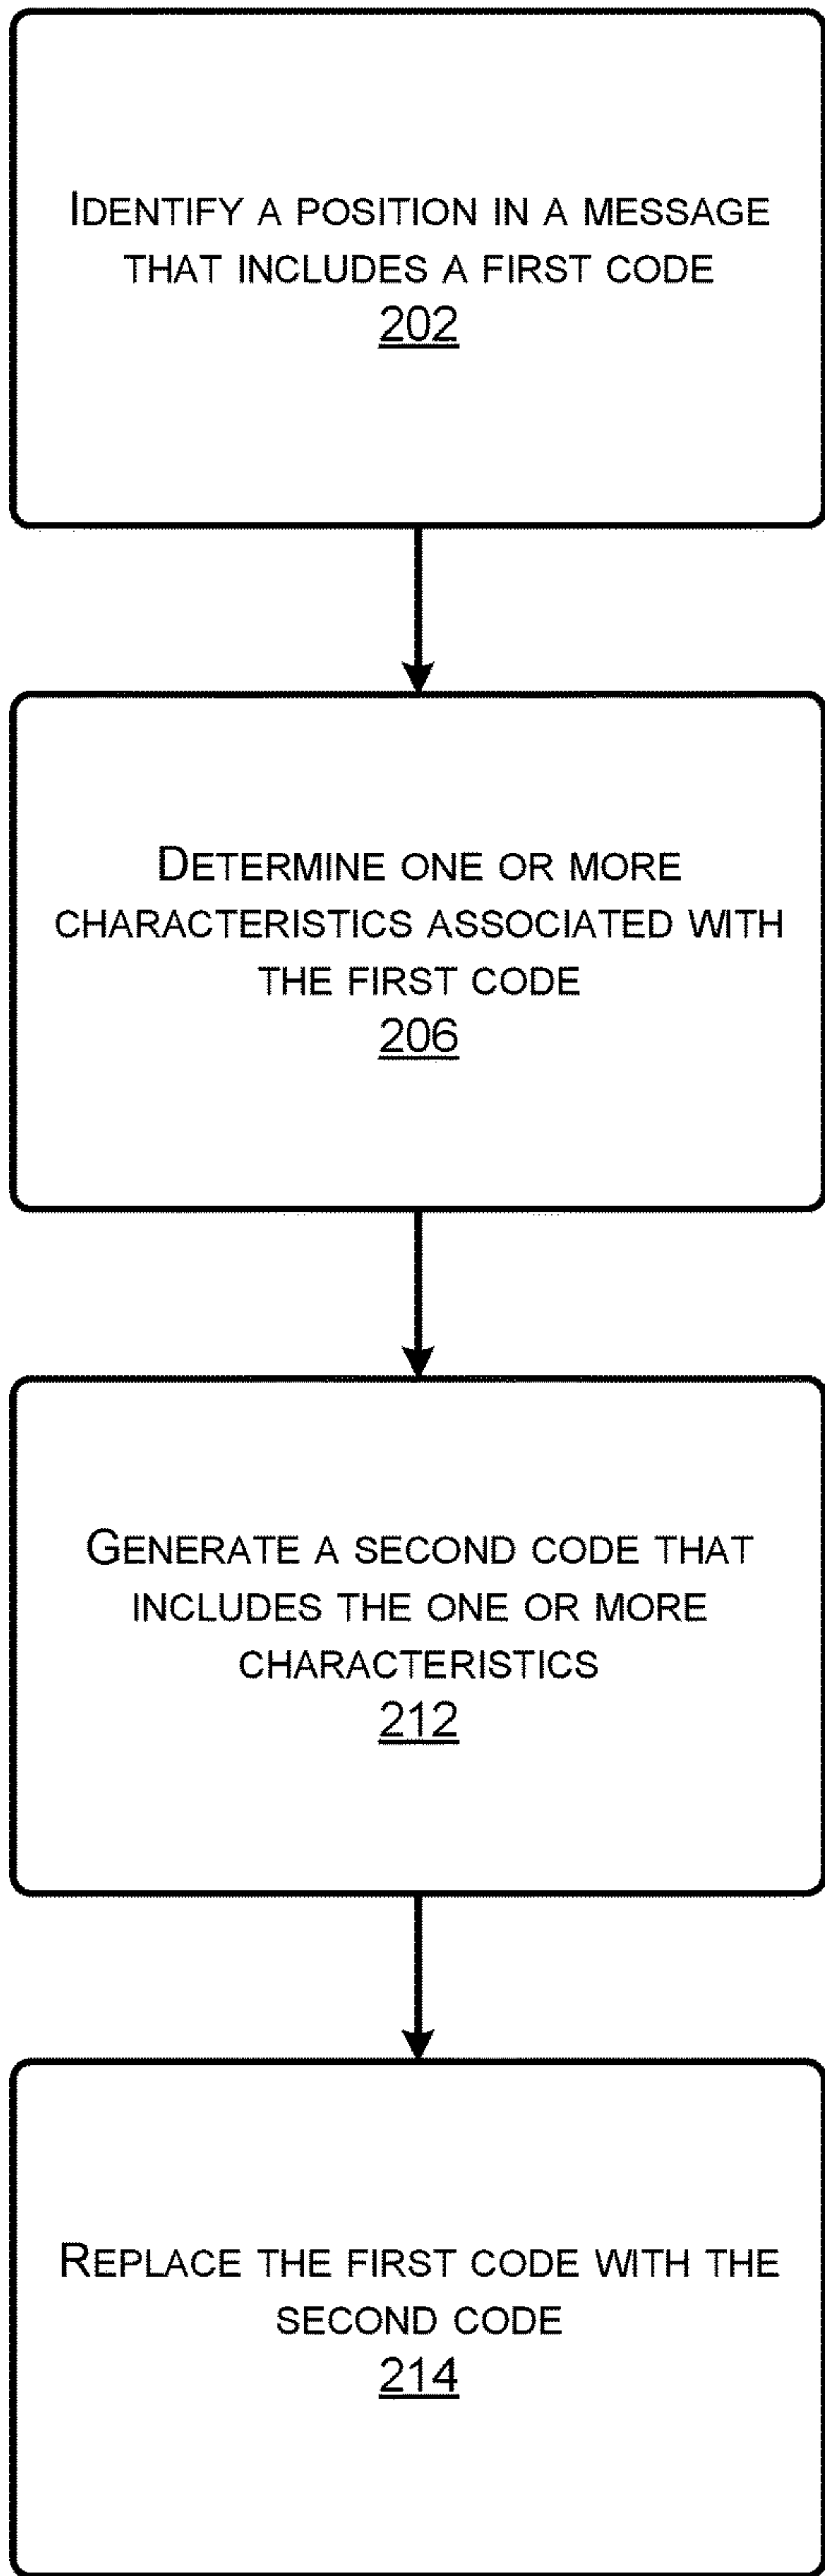 IDENTIFY A POSITION IN A MESSAGE
THAT INCLUDES A FIRST CODE
202
DETERMINE ONE OR MORE
CHARACTERISTICS ASSOCIATED WITH
THE FIRST CODE
206
GENERATE A SECOND CODE THAT
INCLUDES THE ONE OR MORE
CHARACTERISTICS
212
REPLACE THE FIRST CODE WITH THE
SECOND CODE
214